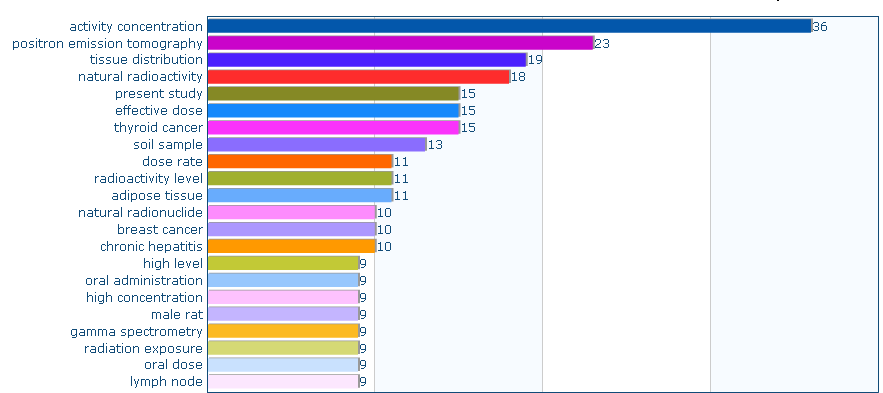 activity concentration 36
positron emission tomography 23
tissue distribution 19
natural radioactivity 18
present study 15
effective dose 15
thyroid cancer 15
soil sample 13
dose rate 11
radioactivity level 11
adipose tissue 11
natural radionuclide 10
breast cancer 10
chronic hepatitis 10
high level 9
oral administration 9
high concentration 9
male rat 9
gamma spectrometry 9
radiation exposure 9
oral dose 9
lymph node 9